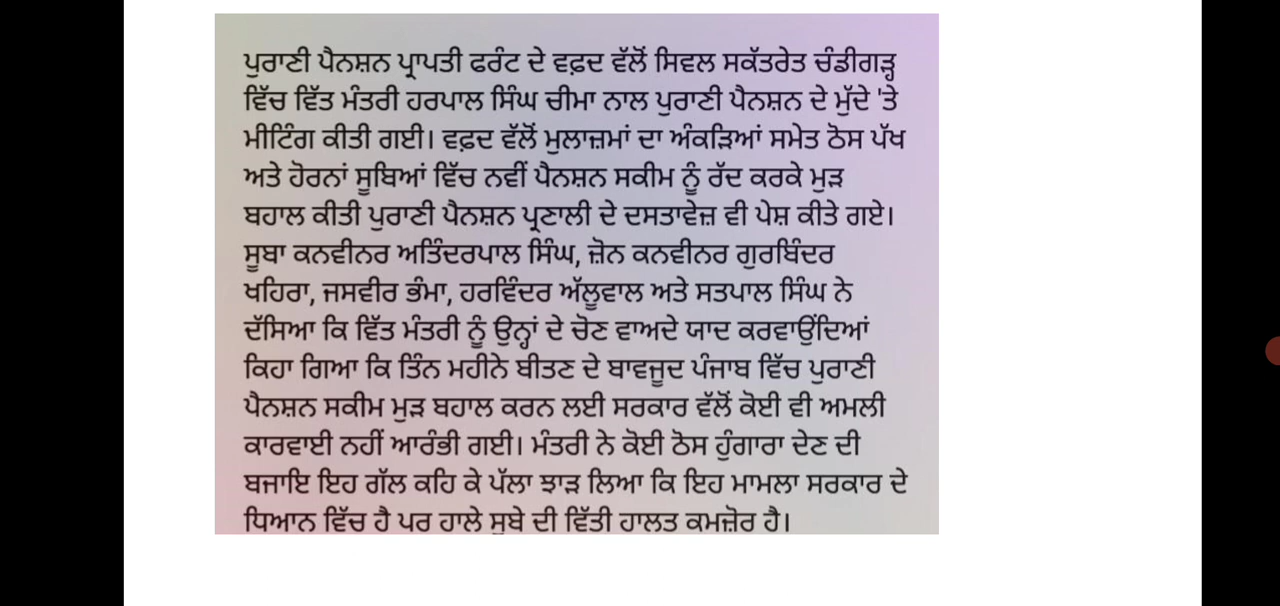 ਪੁਰਾਣੀ ਪੈਨਸ਼ਨ ਪ੍ਰਾਪਤੀ ਫਰੰਟ ਦੇ ਵਫ਼ਦ ਵੱਲੋਂ ਸਿਵਲ ਸਕੱਤਰੇਤ ਚੰਡੀਗੜ੍ਹ
ਵਿੱਚ ਵਿੱਤ ਮੰਤਰੀ ਹਰਪਾਲ ਸਿੰਘ ਚੀਮਾ ਨਾਲ ਪੁਰਾਣੀ ਪੈਨਸ਼ਨ ਦੇ ਮੁੱਦੇ 'ਤੇ
ਮੀਟਿੰਗ ਕੀਤੀ ਗਈ। ਵਫ਼ਦ ਵੱਲੋਂ ਮੁਲਾਜ਼ਮਾਂ ਦਾ ਅੰਕੜਿਆਂ ਸਮੇਤ ਠੋਸ ਪੱਖ
ਅਤੇ ਹੋਰਨਾਂ ਸੂਬਿਆਂ ਵਿੱਚ ਨਵੀਂ ਪੈਨਸ਼ਨ ਸਕੀਮ ਨੂੰ ਰੱਦ ਕਰਕੇ ਮੁੜ
ਬਹਾਲ ਕੀਤੀ ਪੁਰਾਣੀ ਪੈਨਸ਼ਨ ਪ੍ਰਣਾਲੀ ਦੇ ਦਸਤਾਵੇਜ਼ ਵੀ ਪੇਸ਼ ਕੀਤੇ ਗਏ।
ਸੂਬਾ ਕਨਵੀਨਰ ਅਤਿੰਦਰਪਾਲ ਸਿੰਘ, ਜ਼ੋਨ ਕਨਵੀਨਰ ਗੁਰਬਿੰਦਰ
ਖਹਿਰਾ, ਜਸਵੀਰ ਭੰਮਾ, ਹਰਵਿੰਦਰ ਅੱਲੂਵਾਲ ਅਤੇ ਸਤਪਾਲ ਸਿੰਘ ਨੇ
ਦੱਸਿਆ ਕਿ ਵਿੱਤ ਮੰਤਰੀ ਨੂੰ ਉਨ੍ਹਾਂ ਦੇ ਚੋਣ ਵਾਅਦੇ ਯਾਦ ਕਰਵਾਉਂਦਿਆਂ
ਕਿਹਾ ਗਿਆ ਕਿ ਤਿੰਨ ਮਹੀਨੇ ਬੀਤਣ ਦੇ ਬਾਵਜੂਦ ਪੰਜਾਬ ਵਿੱਚ ਪੁਰਾਣੀ
ਪੈਨਸ਼ਨ ਸਕੀਮ ਮੁੜ ਬਹਾਲ ਕਰਨ ਲਈ ਸਰਕਾਰ ਵੱਲੋਂ ਕੋਈ ਵੀ ਅਮਲੀ
ਕਾਰਵਾਈ ਨਹੀਂ ਆਰੰਭੀ ਗਈ। ਮੰਤਰੀ ਨੇ ਕੋਈ ਠੋਸ ਹੁੰਗਾਰਾ ਦੇਣ ਦੀ
ਬਜਾਇ ਇਹ ਗੱਲ ਕਹਿ ਕੇ ਪੱਲਾ ਝਾੜ ਲਿਆ ਕਿ ਇਹ ਮਾਮਲਾ ਸਰਕਾਰ ਦੇ
ਧਿਆਨ ਵਿੱਚ ਹੈ ਪਰ ਹਾਲੇ ਸੂਬੇ ਦੀ ਵਿੱਤੀ ਹਾਲਤ ਕਮਜ਼ੋਰ ਹੈ।